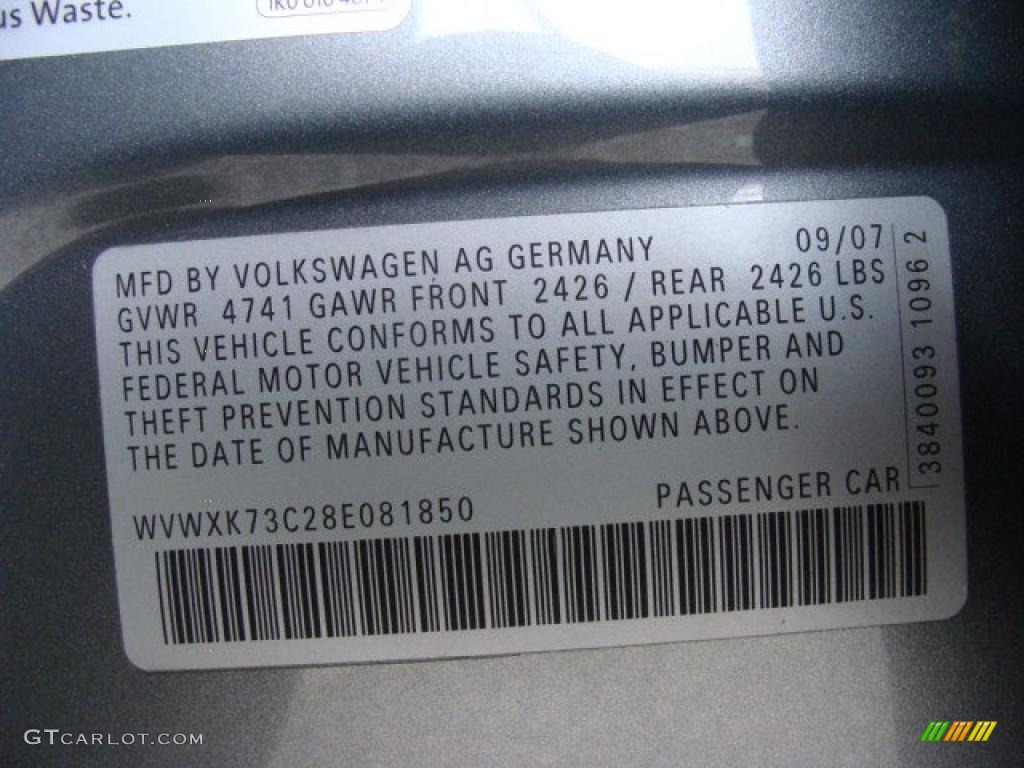 us Waste.
MFD BY VOLKSWAGEN AG GERMANY 09/07
GVWR 4741 GAWR FRONT 2426 / REAR 2426 LBS
THIS VEHICLE CONFORMS TO ALL APPLICABLE U.S.
FEDERAL MOTOR VEHICLE SAFETY, BUMPER AND
THEFT PREVENTION STANDARDS IN EFFECT ON
THE DATE OF MANUFACTURE SHOWN ABOVE.
WVWXK73C28E081850 PASSENGER CAR
3840093 1096 2
GTCARLOT.COM